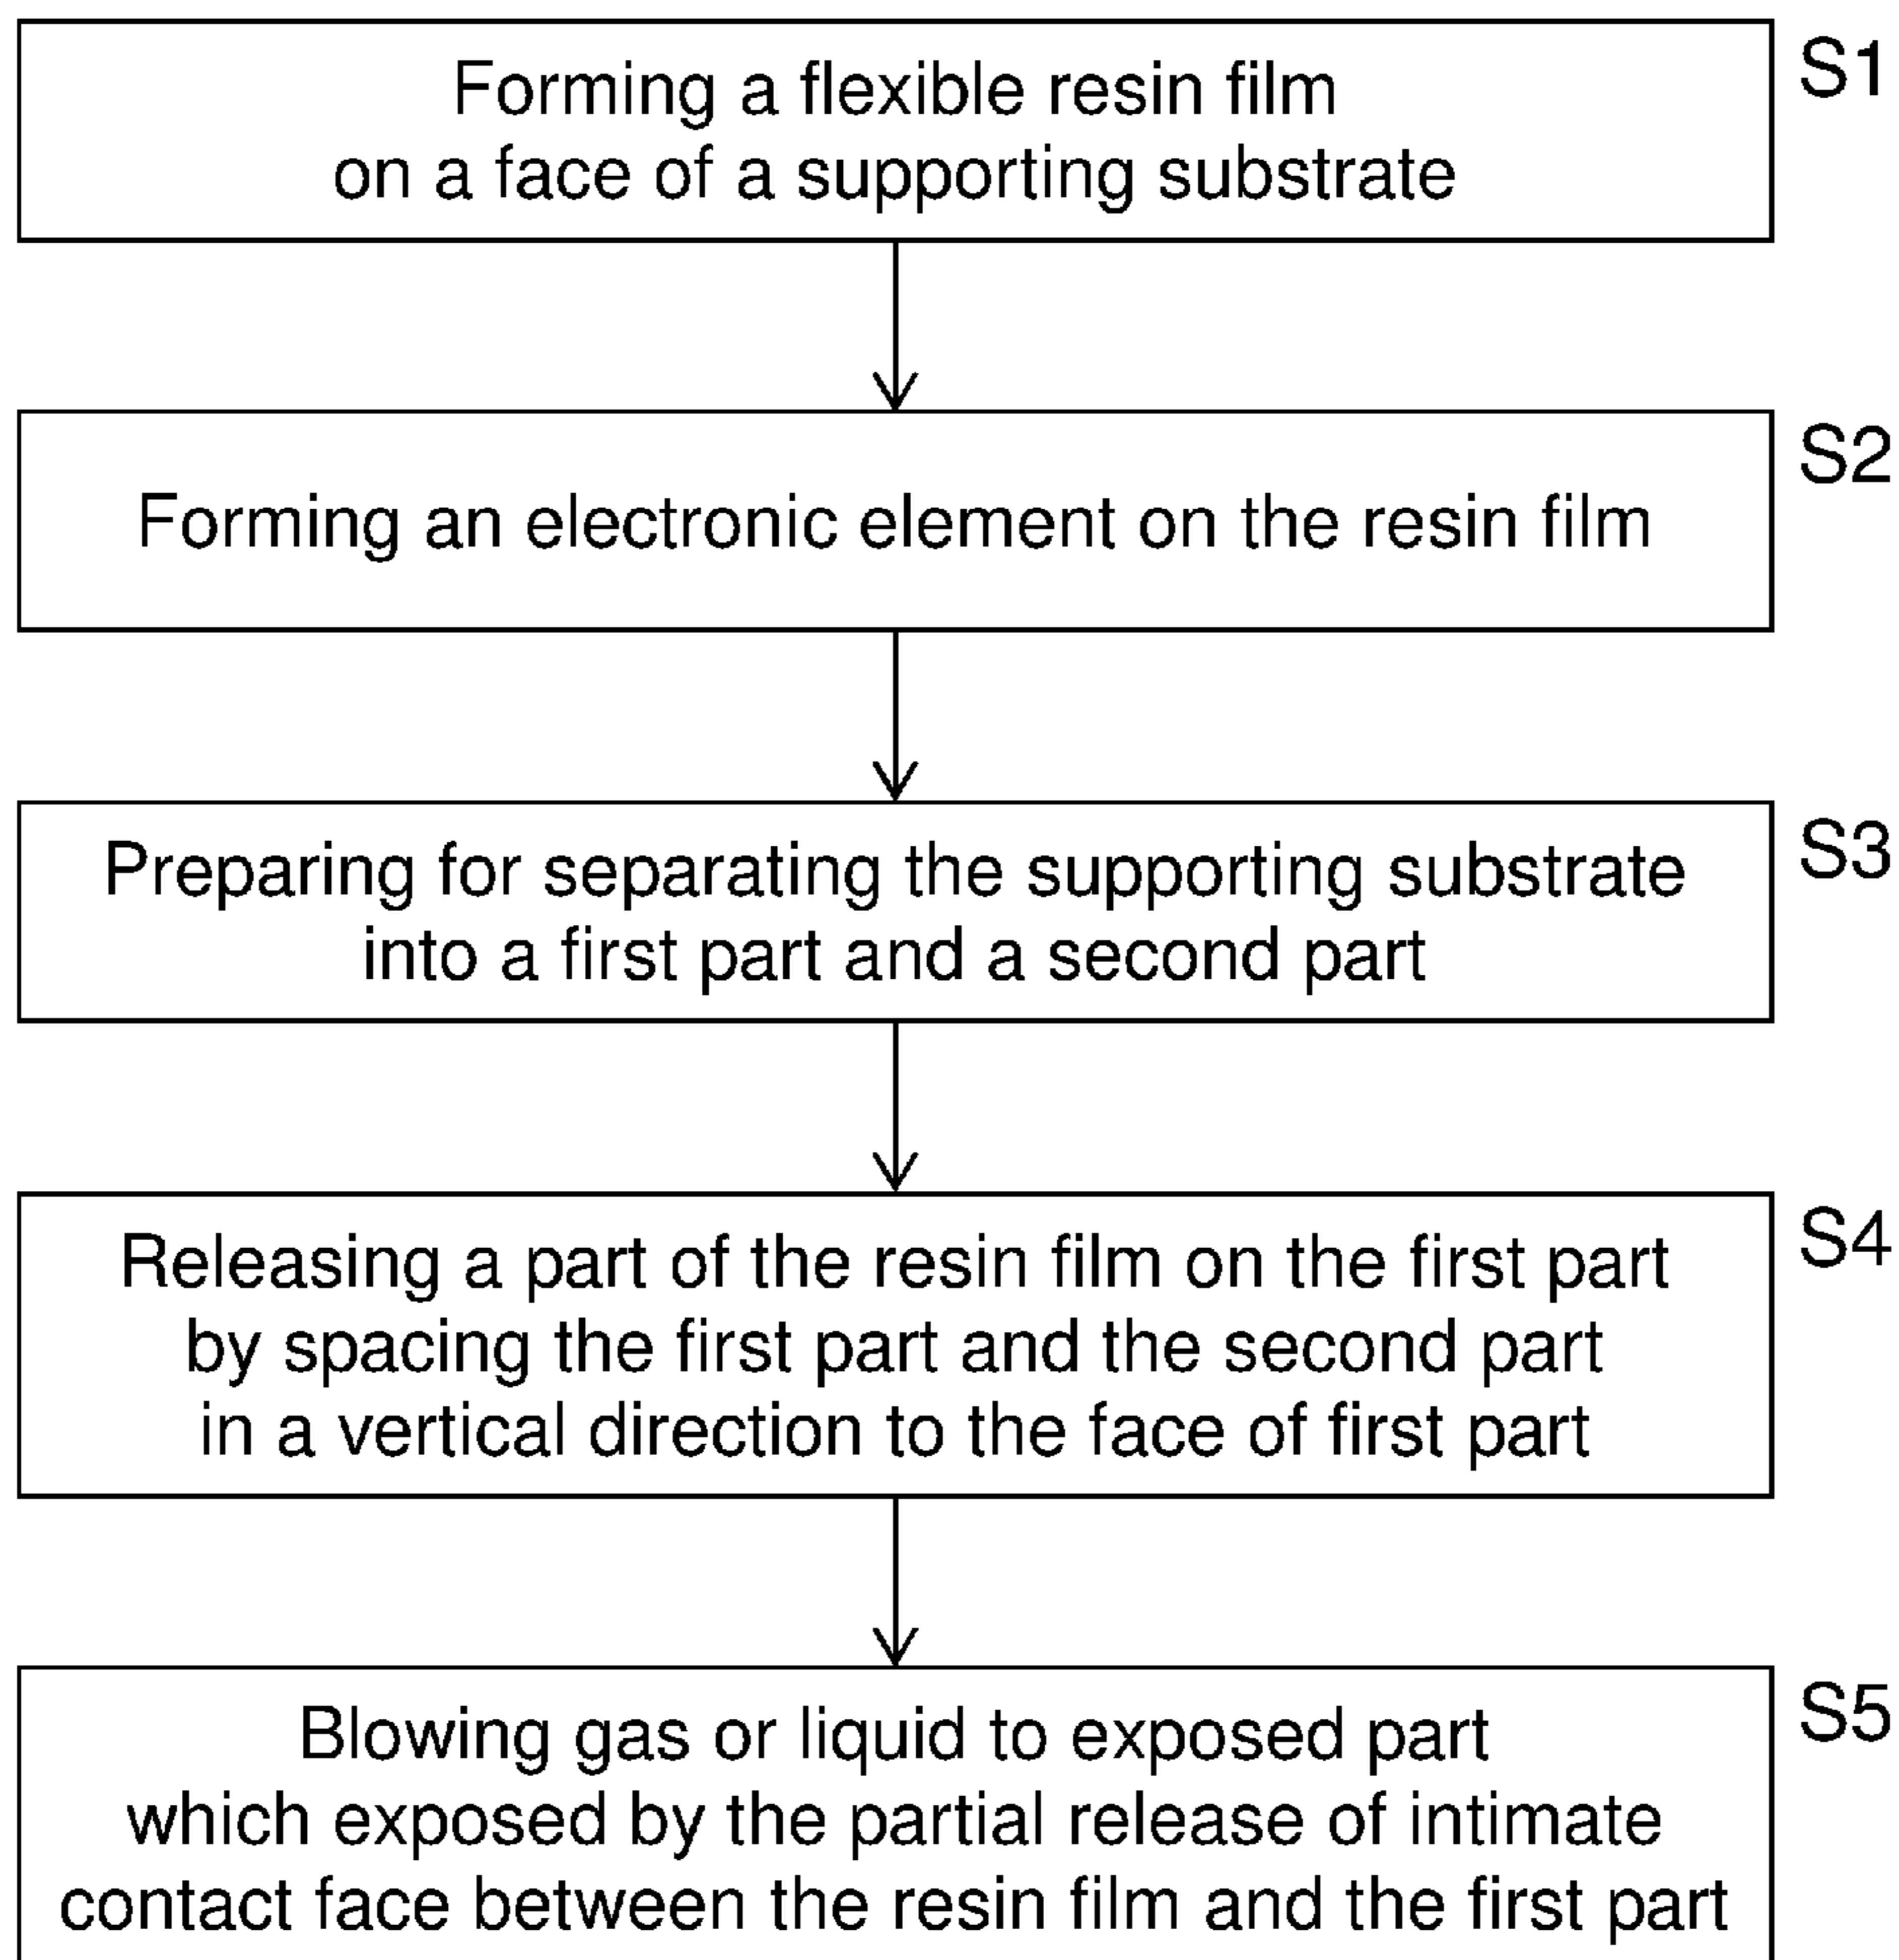 S1
Forming a flexible resin film
on a face of a supporting substrate
S2
Forming an electronic element on the resin film
S3
Preparing for separating the supporting substrate
into a first part and a second part
S4
Releasing a part of the resin film on the first part
by spacing the first part and the second part
in a vertical direction to the face of first part
S5
Blowing gas or liquid to exposed part
which exposed by the partial release of intimate
contact face between the resin film and the first part